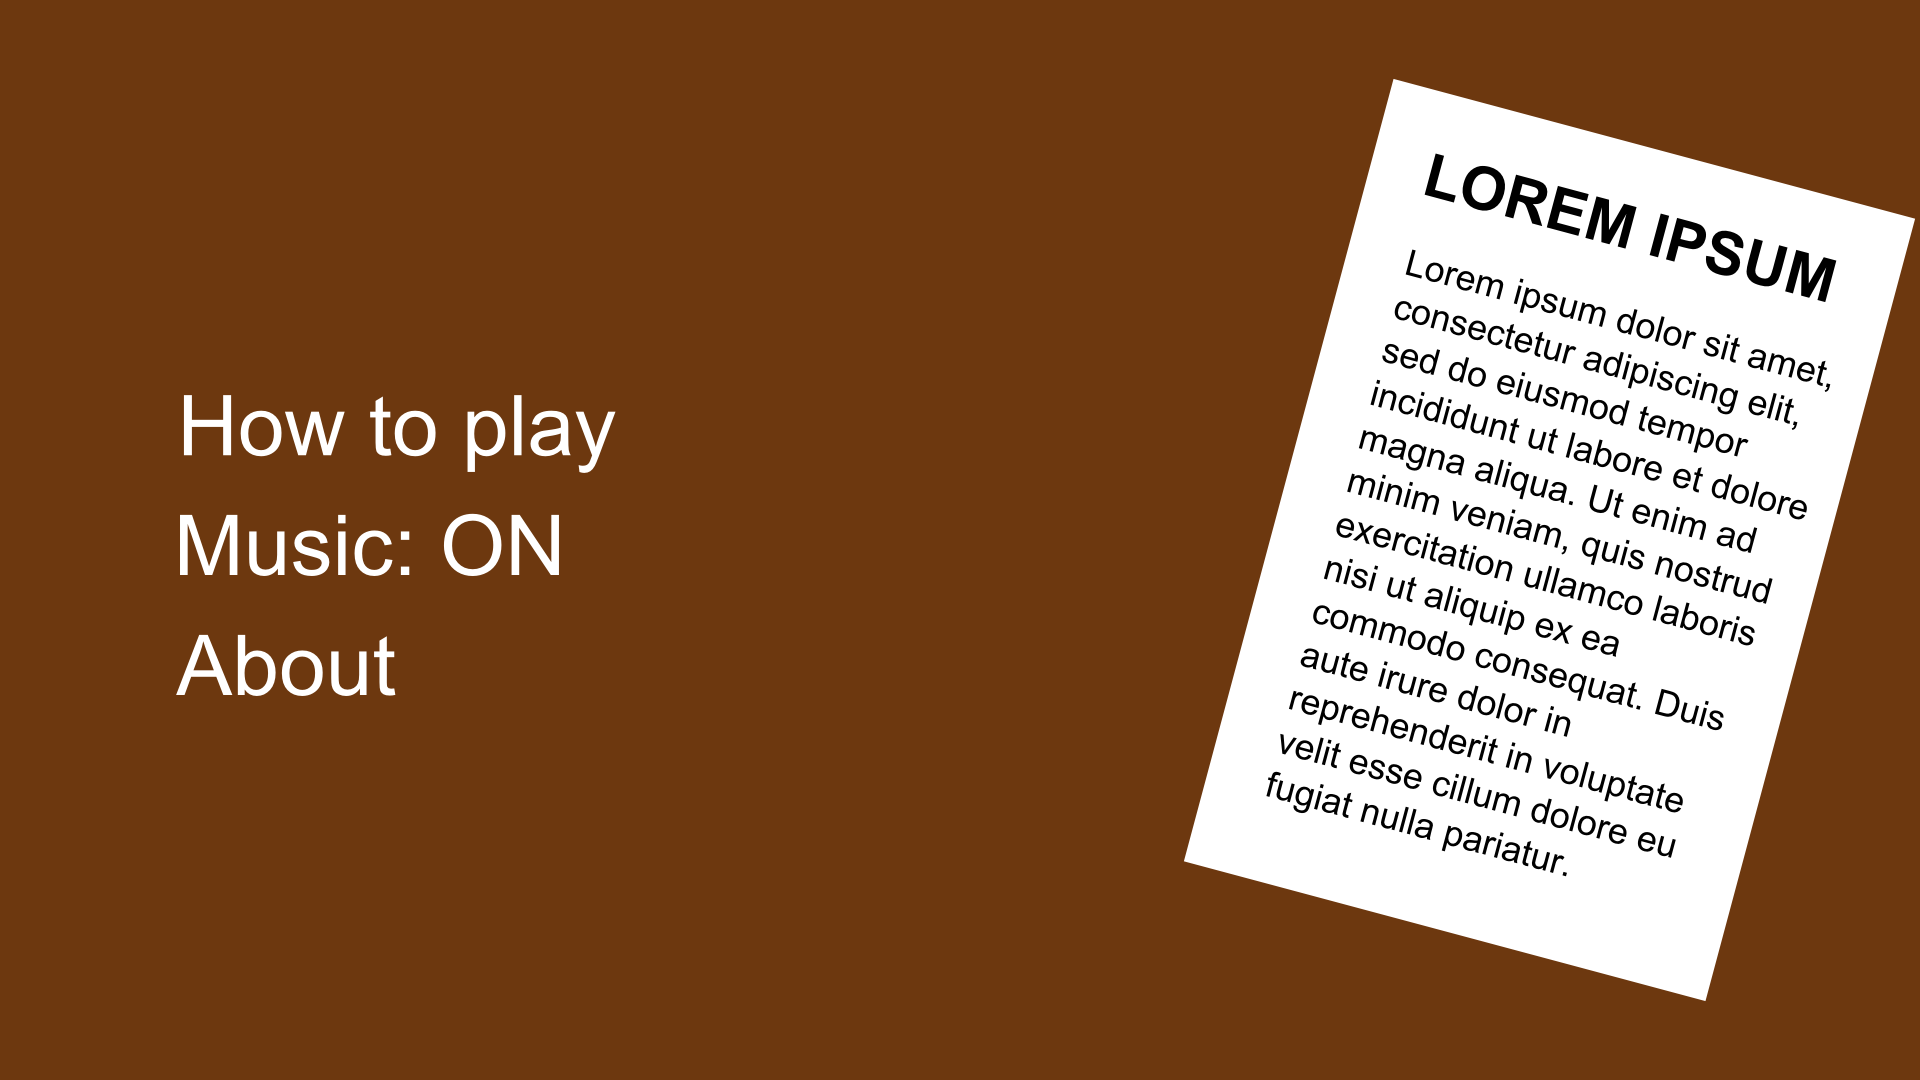 How to play
Music: ON
About
LOREM IPSUM
Lorem ipsum dolor sit amet,
consectetur adipiscing elit,
sed do eiusmod tempor
incididunt ut labore et dolore
magna aliqua. Ut enim ad
minim veniam, quis nostrud
exercitation ullamco laboris
nisi ut aliquip ex ea
commodo consequat. Duis
aute irure dolor in
reprehenderit in voluptate
velit esse cillum dolore eu
fugiat nulla pariatur.